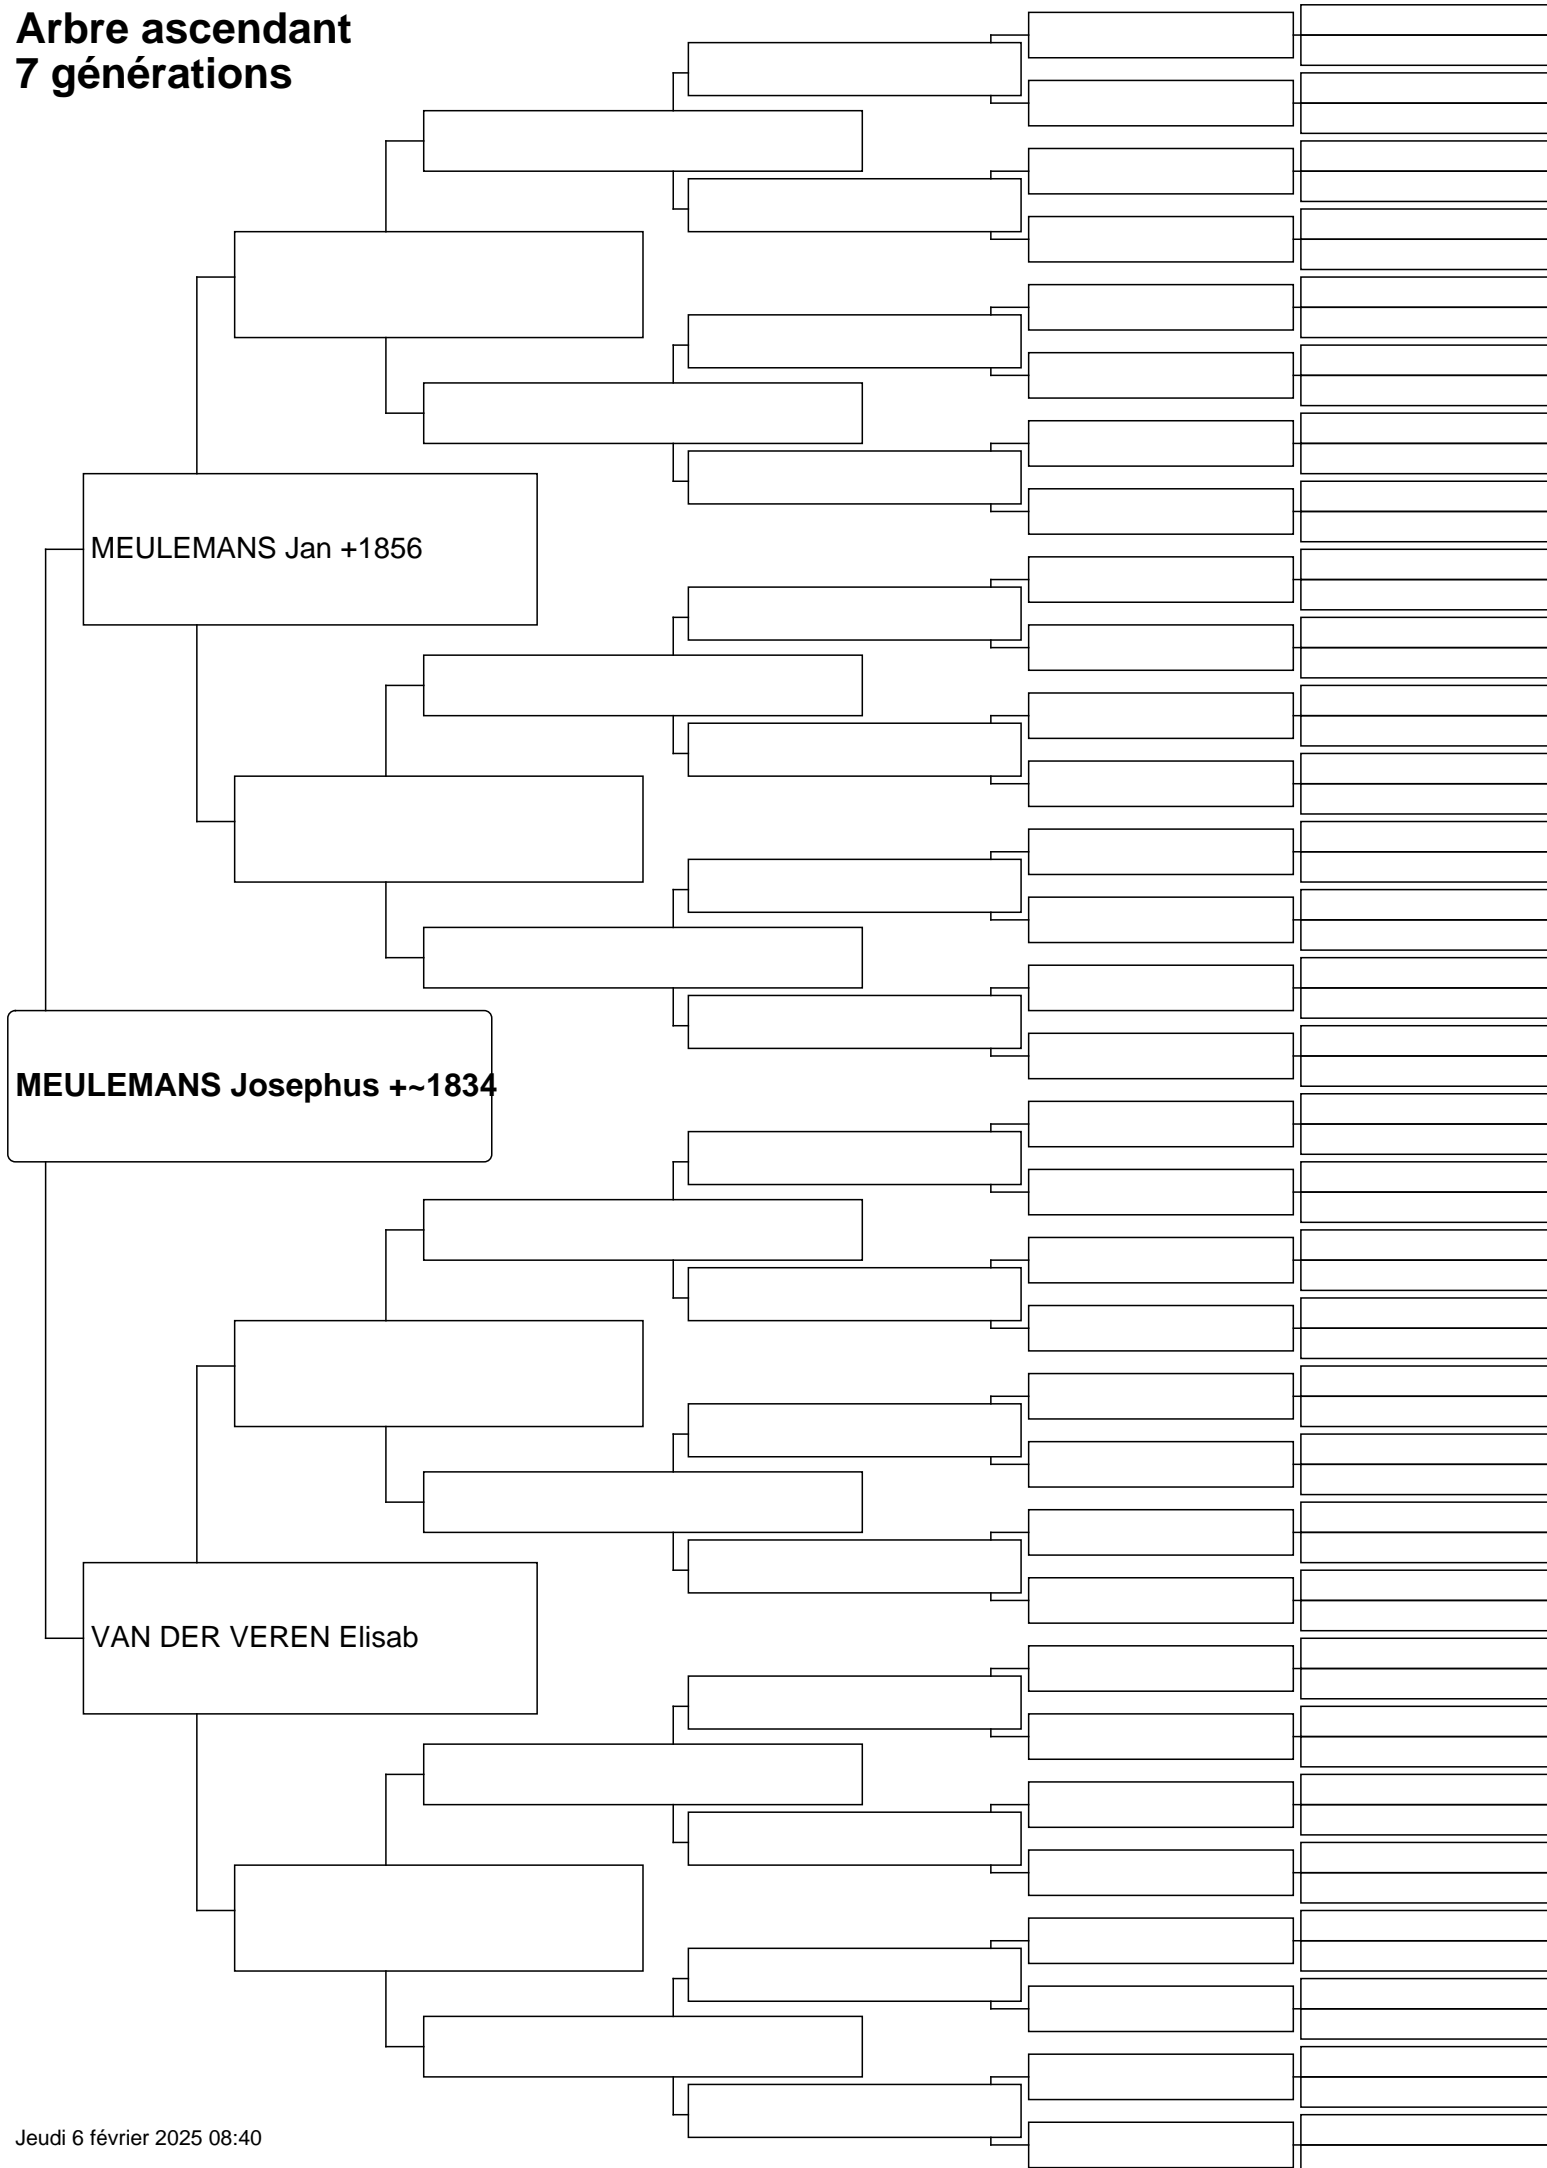 Arbre ascendant
7 générations
MEULEMANS Jan +1856
MEULEMANS Josephus +~1834
VAN DER VEREN Elisab
Jeudi 6 février 2025 08:40